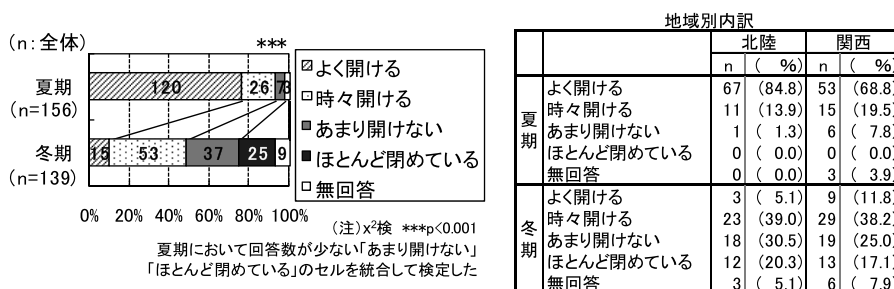 (n:全体)
***
夏期
(n=156)
120 26 7 3
冬期
(n=139)
15 53 37 25 9
0% 20% 40% 60% 80% 100%
よく開ける
時々開ける
あまり開けない
ほとんど閉めている
無回答
(注)x²検 ***p<0.001
夏期において回答数が少ない「あまり開けない」
「ほとんど閉めている」のセルを統合して検定した
地域別内訳
北陸 関西
n ( %) n ( %)
夏期
よく開ける 67 (84.8) 53 (68.8)
時々開ける 11 (13.9) 15 (19.5)
あまり開けない 1 ( 1.3) 6 ( 7.8)
ほとんど閉めている 0 ( 0.0) 0 ( 0.0)
無回答 0 ( 0.0) 3 ( 3.9)
冬期
よく開ける 3 ( 5.1) 9 (11.8)
時々開ける 23 (39.0) 29 (38.2)
あまり開けない 18 (30.5) 19 (25.0)
ほとんど閉めている 12 (20.3) 13 (17.1)
無回答 3 ( 5.1) 6 ( 7.9)